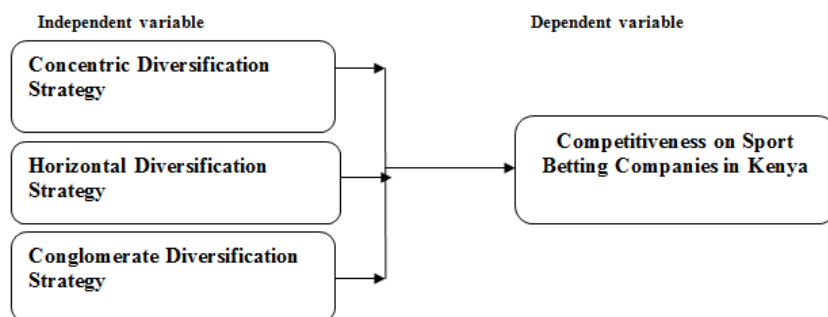 Independent variable
Dependent variable
Concentric Diversification
Strategy
Horizontal Diversification
Strategy
Conglomerate Diversification
Strategy
Competitiveness on Sport
Betting Companies in Kenya